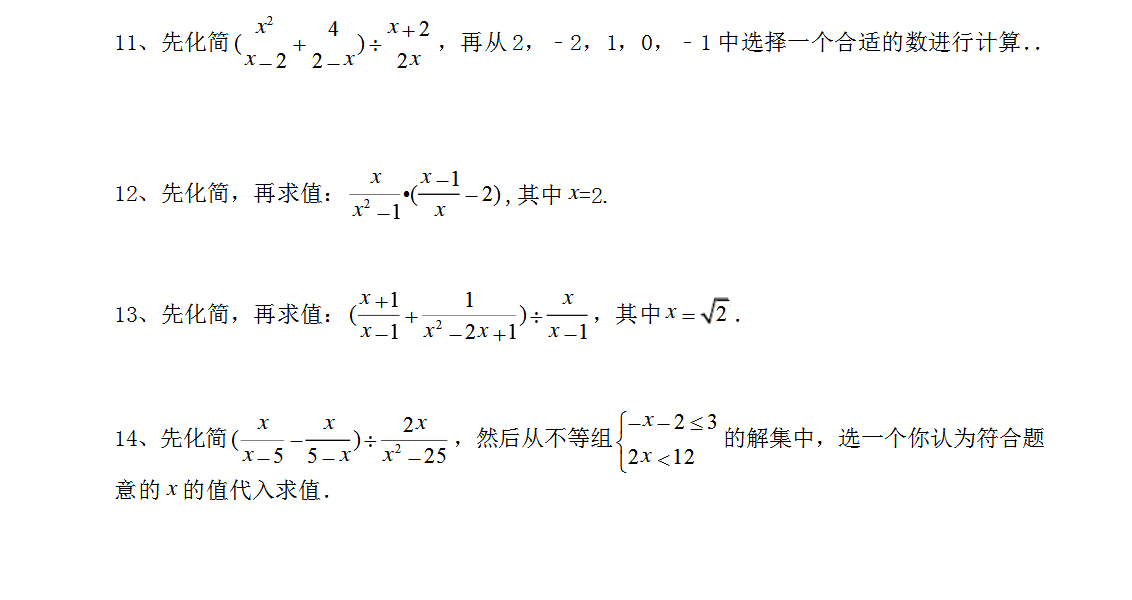 11、先化简(x²/(x−2) + 4/(2−x))÷(x+2)/(2x)，再从2，﹣2，1，0，﹣1中选择一个合适的数进行计算..
12、先化简，再求值：x/(x²−1)•((x−1)/x−2),其中x=2.
13、先化简，再求值：((x+1)/(x−1)+1/(x²−2x+1))÷x/(x−1)，其中x=√2.
14、先化简(x/(x−5)−x/(5−x))÷2x/(x²−25)，然后从不等组{−x−2≤3 2x<12的解集中，选一个你认为符合题
意的x的值代入求值.